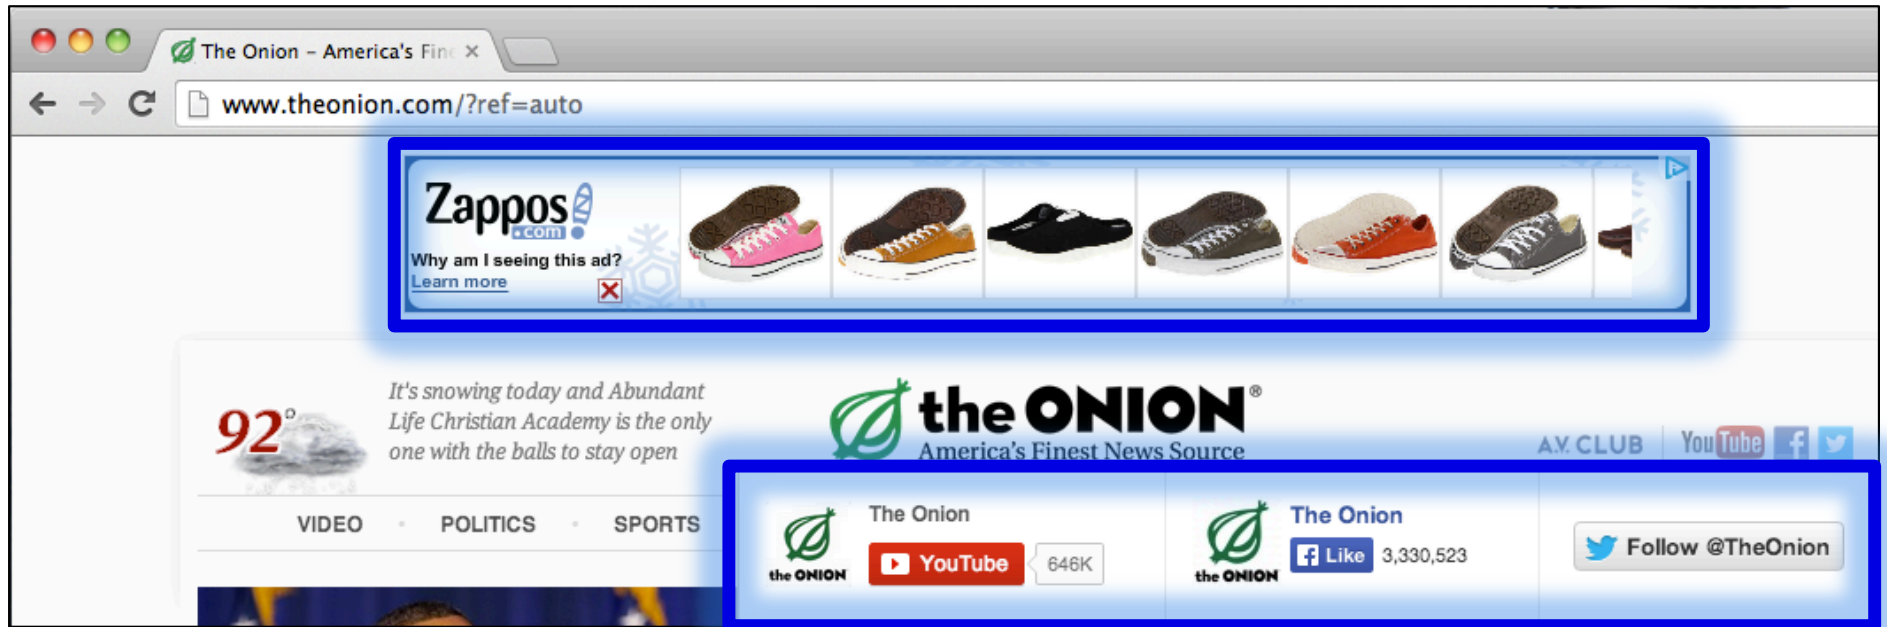 The Onion – America's Fin
www.theonion.com/?ref=auto
Zappos
.com
Why am I seeing this ad?
Learn more
92°
It's snowing today and Abundant
Life Christian Academy is the only
one with the balls to stay open
the ONION®
America's Finest News Source
A.V. CLUB
YouTube
VIDEO • POLITICS • SPORTS
the ONION
The Onion
YouTube 646K
the ONION
The Onion
Like 3,330,523
Follow @TheOnion